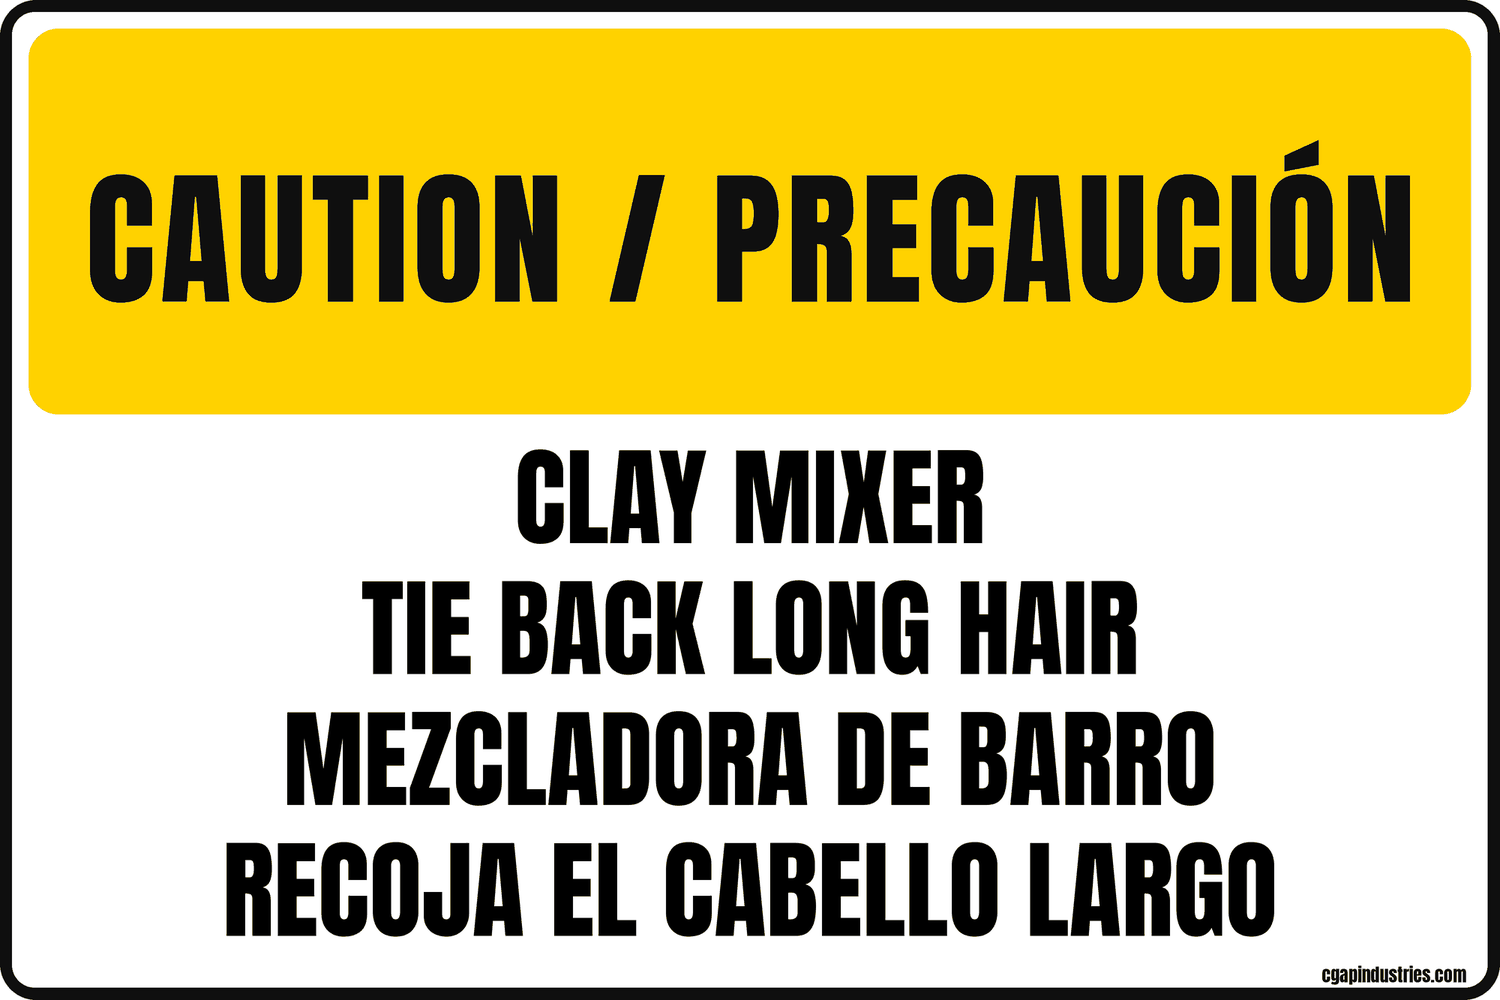 CAUTION / PRECAUCIÓN
CLAY MIXER
TIE BACK LONG HAIR
MEZCLADORA DE BARRO
RECOJA EL CABELLO LARGO
cgapindustries.com